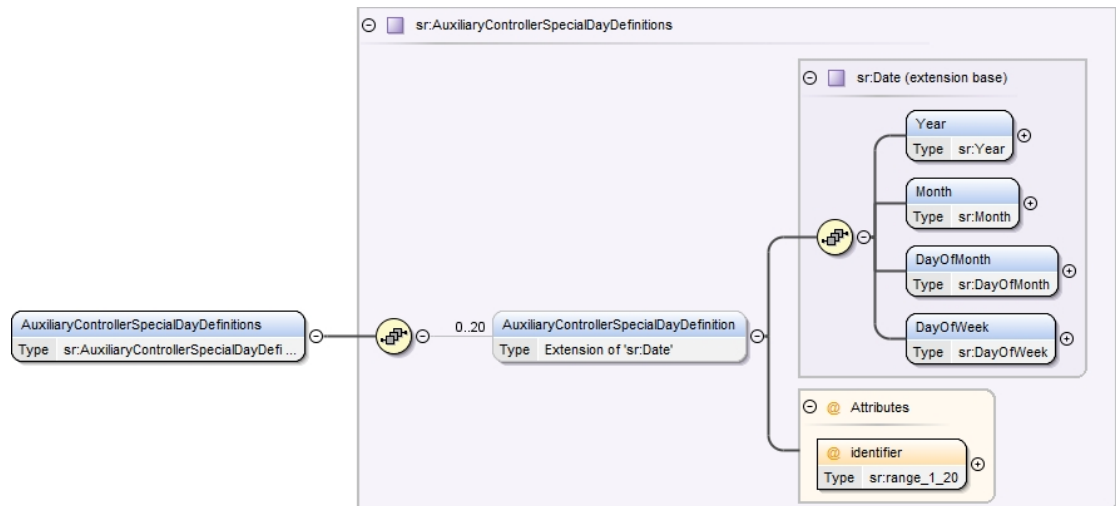 sr:AuxiliaryControllerSpecialDayDefinitions
sr:Date (extension base)
Year
Type sr:Year
Month
Type sr:Month
DayOfMonth
Type sr:DayOfMonth
DayOfWeek
Type sr:DayOfWeek
AuxiliaryControllerSpecialDayDefinitions
Type sr:AuxiliaryControllerSpecialDayDefi ...
0..20
AuxiliaryControllerSpecialDayDefinition
Type Extension of 'sr:Date'
@ Attributes
@ identifier
Type sr:range_1_20